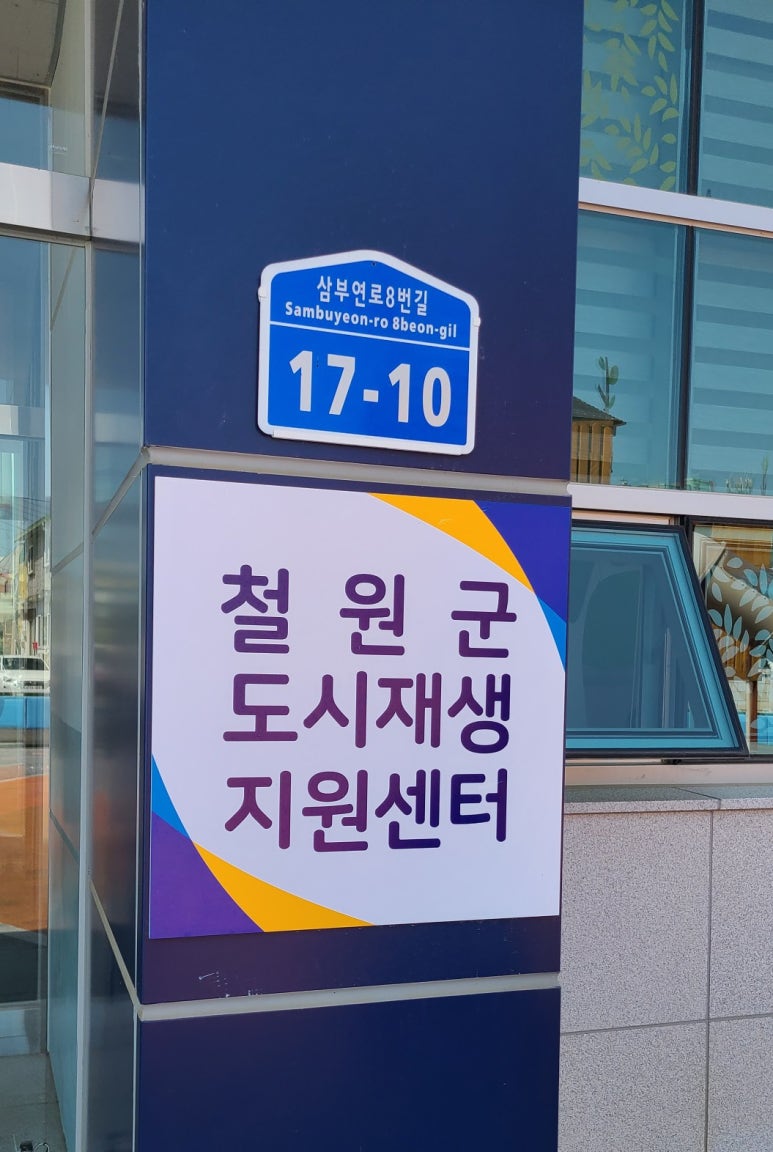 삼부연로8번길
Sambuyeon-ro 8beon-gil
17-10
철원군
도시재생
지원센터